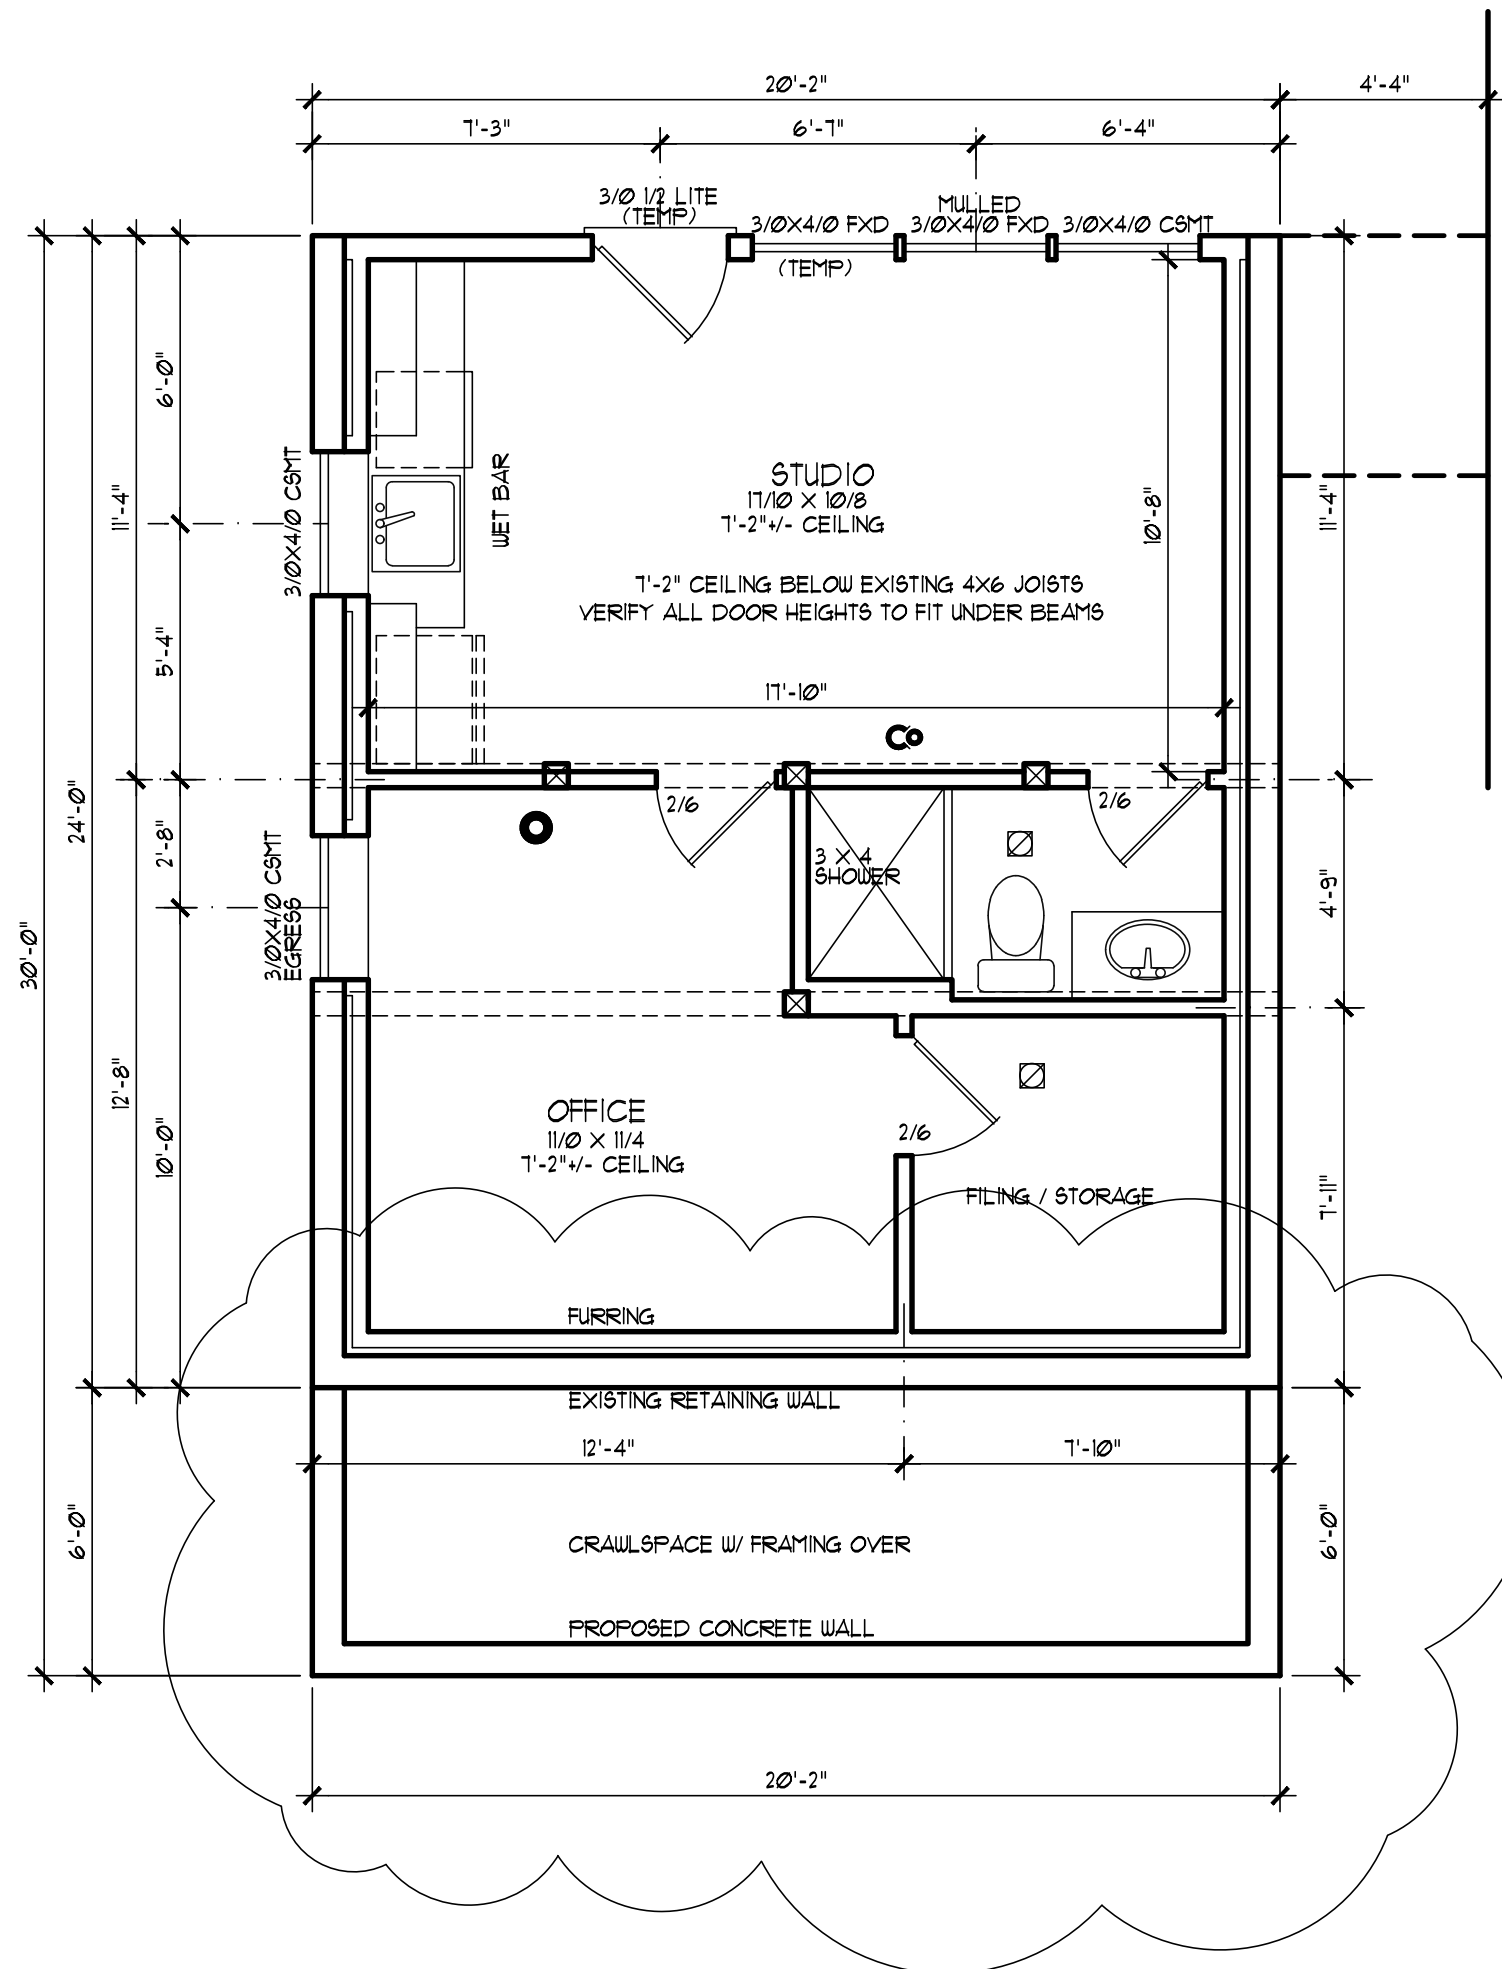 20'-2"
4'-4"
7'-3"
6'-7"
6'-4"
3/0 1/2 LITE
(TEMP)
MULLED
3/0X4/0 FXD
3/0X4/0 FXD
3/0X4/0 CSMT
(TEMP)
6'-0"
11'-4"
3/0X4/0 CSMT
WET BAR
STUDIO
17/10 X 10/8
7'-2"+/- CEILING
10'-8"
11'-4"
7'-2" CEILING BELOW EXISTING 4X6 JOISTS
VERIFY ALL DOOR HEIGHTS TO FIT UNDER BEAMS
5'-4"
17'-10"
Co
24'-0"
2'-8"
2/6
2/6
3 X 4
SHOWER
4'-9"
3/0X4/0 CSMT
EGRESS
30'-0"
12'-8"
10'-0"
OFFICE
11/0 X 11/4
7'-2"+/- CEILING
2/6
FILING / STORAGE
7'-11"
FURRING
EXISTING RETAINING WALL
12'-4"
7'-10"
6'-0"
CRAWLSPACE W/ FRAMING OVER
6'-0"
PROPOSED CONCRETE WALL
20'-2"